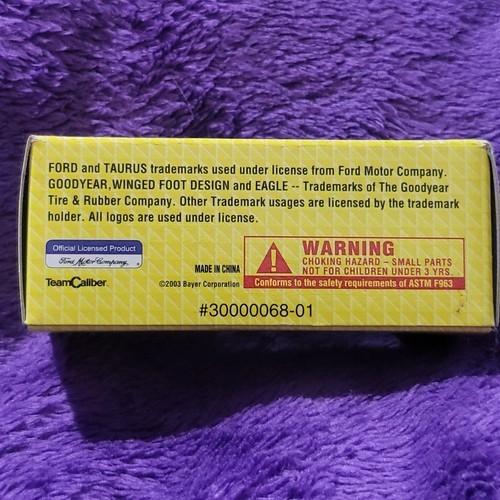 FORD and TAURUS trademarks used under license from Ford Motor Company.
GOODYEAR,WINGED FOOT DESIGN and EAGLE -- Trademarks of The Goodyear
Tire & Rubber Company. Other Trademark usages are licensed by the trademark
holder. All logos are used under license.
Official Licensed Product
Ford Motor Company
TeamCaliber
MADE IN CHINA
©2003 Bayer Corporation
WARNING
CHOKING HAZARD – SMALL PARTS
NOT FOR CHILDREN UNDER 3 YRS.
Conforms to the safety requirements of ASTM F963
#30000068-01